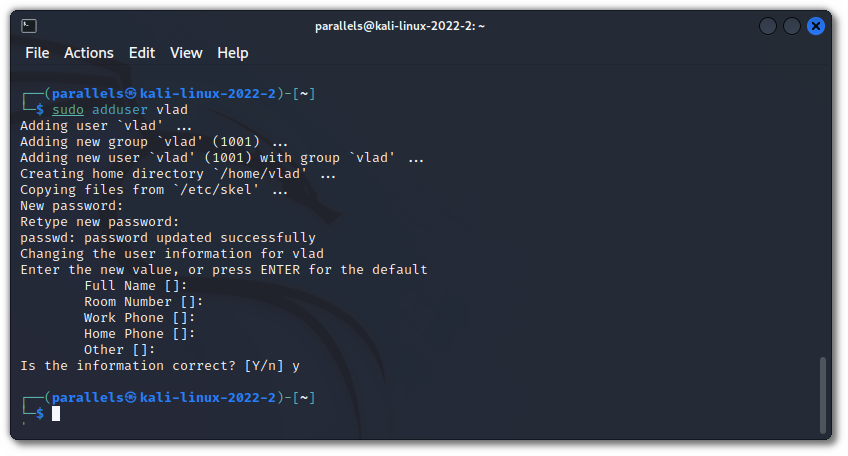 parallels@kali-linux-2022-2: ~
File Actions Edit View Help
┌──(parallels㉿kali-linux-2022-2)-[~]
└─$ sudo adduser vlad
Adding user `vlad' ...
Adding new group `vlad' (1001) ...
Adding new user `vlad' (1001) with group `vlad' ...
Creating home directory `/home/vlad' ...
Copying files from `/etc/skel' ...
New password:
Retype new password:
passwd: password updated successfully
Changing the user information for vlad
Enter the new value, or press ENTER for the default
        Full Name []:
        Room Number []:
        Work Phone []:
        Home Phone []:
        Other []:
Is the information correct? [Y/n] y
┌──(parallels㉿kali-linux-2022-2)-[~]
└─$